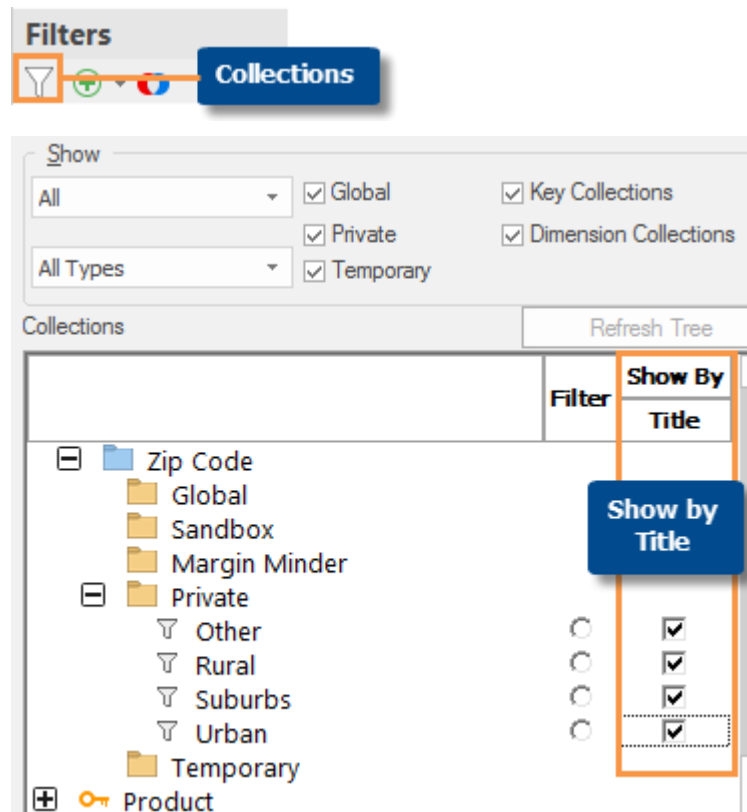 Filters
Collections
Show
All
Global
Key Collections
Private
Dimension Collections
All Types
Temporary
Collections
Refresh Tree
Filter
Show By
Title
Zip Code
Global
Sandbox
Show by
Title
Margin Minder
Private
Other
Rural
Suburbs
Urban
Temporary
Product